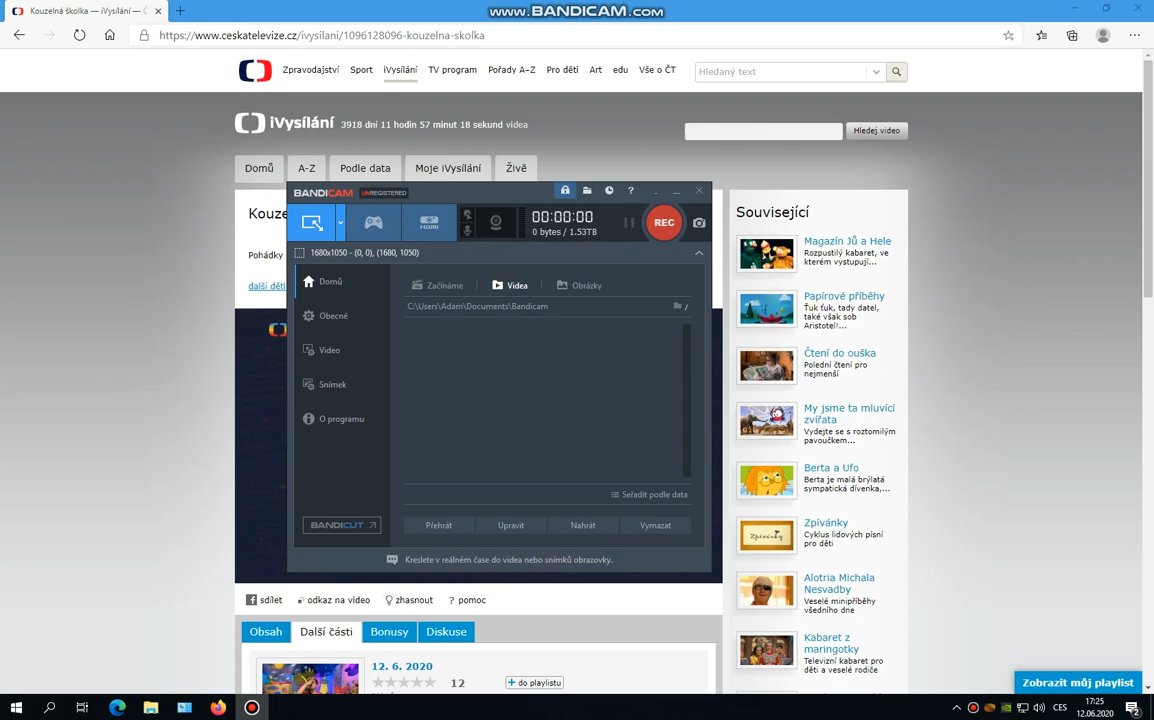 Kouzelná školka — iVysílání — Č
www.BANDICAM.com
https://www.ceskatelevize.cz/ivysilani/1096128096-kouzelna-skolka
Zpravodajství Sport iVysílání TV program Pořady A–Z Pro děti Art edu Vše o ČT
Hledaný text
iVysílání 3918 dní 11 hodin 57 minut 18 sekund videa
Hledej video
Domů A-Z Podle data Moje iVysílání Živě
Kouze
Pohádky
další děti
BANDICAM UNREGISTERED
HDMI
00:00:00
0 bytes / 1.53TB
REC
1680x1050 - (0, 0), (1680, 1050)
Domů
Obecné
Video
Snímek
O programu
BANDICUT
Začínáme Videa Obrázky
C:\Users\Adam\Documents\Bandicam
/
Seřadit podle data
Přehrát Upravit Nahrát Vymazat
Kreslete v reálném čase do videa nebo snímků obrazovky.
Související
Magazín Jů a Hele
Rozpustilý kabaret, ve
kterém vystupují...
Papírové příběhy
Ťuk ťuk, tady datel,
také však sob
Aristotel!...
Čtení do ouška
Polední čtení pro
nejmenší
My jsme ta mluvící
zvířata
Vydejte se s roztomilým
pavoučkem...
Berta a Ufo
Berta je malá brýlatá
sympatická dívenka,...
Zpívánky
Zpívánky
Cyklus lidových písní
pro děti
Alotria Michala
Nesvadby
Veselé minipříběhy
všedního dne
Kabaret z
maringotky
Televizní kabaret pro
děti a veselé rodiče
sdílet odkaz na video zhasnout ? pomoc
Obsah Další části Bonusy Diskuse
12. 6. 2020
12
+ do playlistu
Zobrazit můj playlist
CES
17:25
12.06.2020
2